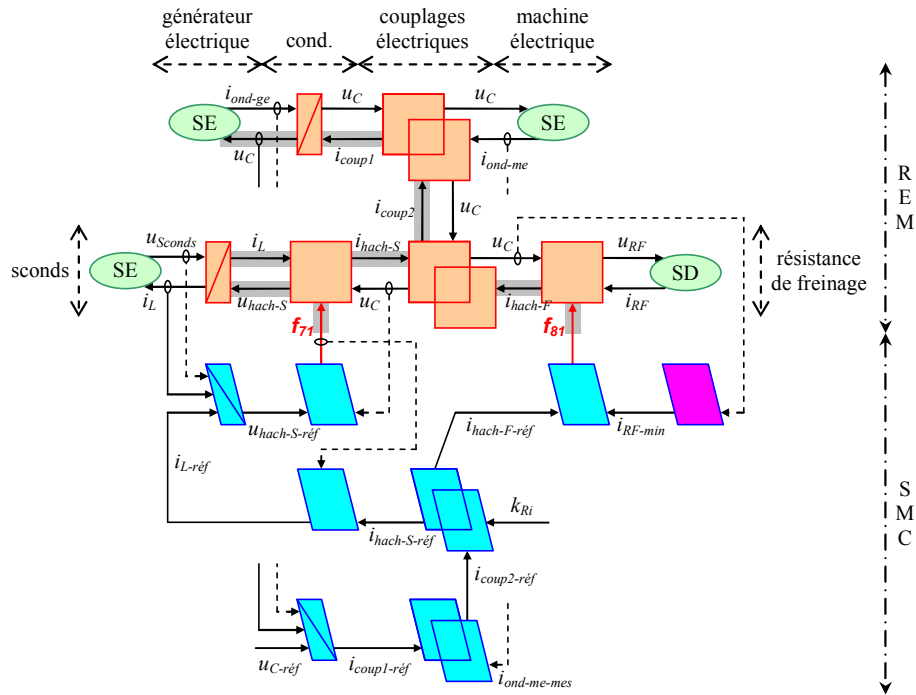 générateur électrique
cond.
couplages électriques
machine électrique
i_ond-ge
u_C
u_C
SE
SE
u_C
i_coup1
i_ond-me
R E M
i_coup2
u_C
u_Sconds
i_L
i_hach-S
u_C
u_RF
sconds
SE
SD
résistance de freinage
i_L
u_hach-S
u_C
i_hach-F
i_RF
f_71
f_81
u_hach-S-réf
i_hach-F-réf
i_RF-min
i_L-réf
k_Ri
S M C
i_hach-S-réf
i_coup2-réf
u_C-réf
i_coup1-réf
i_ond-me-mes